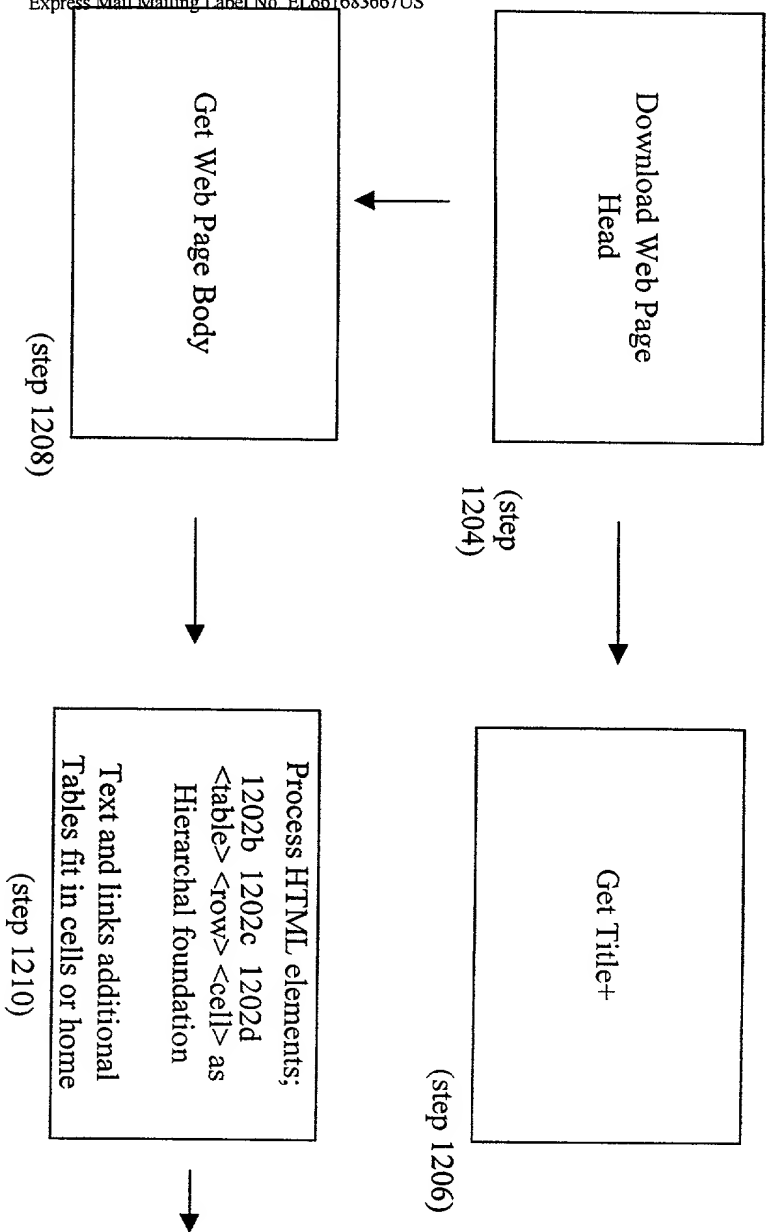 Express Mail Mailing Label No. EL661683667US
Download Web Page
Head
(step
1204)
Get Title+
(step 1206)
Get Web Page Body
(step 1208)
Process HTML elements;
1202b 1202c 1202d
<table> <row> <cell> as
Hierarchal foundation
Text and links additional
Tables fit in cells or home
(step 1210)